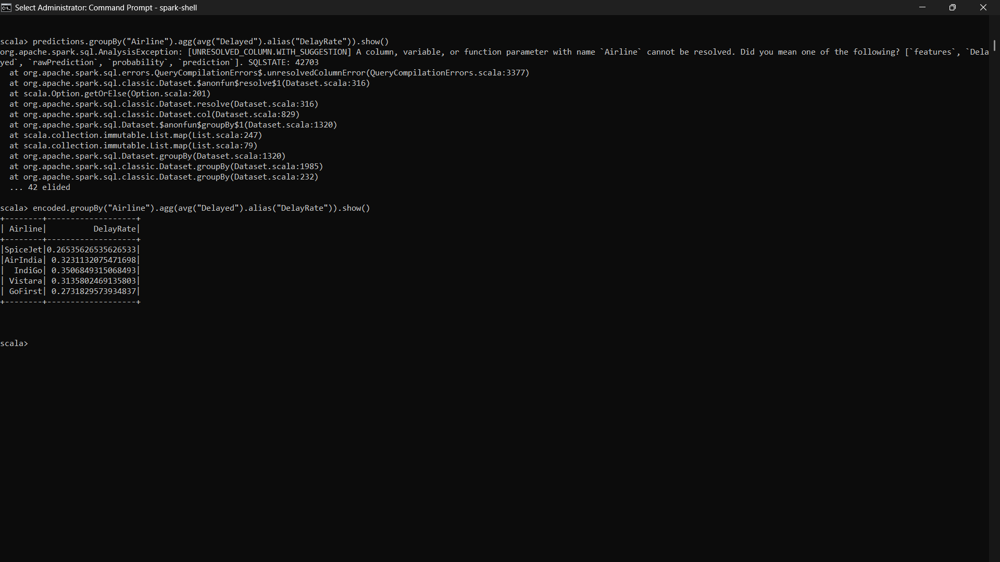 Select Administrator: Command Prompt - spark-shell
scala> predictions.groupBy("Airline").agg(avg("Delayed").alias("DelayRate")).show()
org.apache.spark.sql.AnalysisException: [UNRESOLVED_COLUMN.WITH_SUGGESTION] A column, variable, or function parameter with name `Airline` cannot be resolved. Did you mean one of the following? [`features`, `Dela
yed`, `rawPrediction`, `probability`, `prediction`]. SQLSTATE: 42703
  at org.apache.spark.sql.errors.QueryCompilationErrors$.unresolvedColumnError(QueryCompilationErrors.scala:3377)
  at org.apache.spark.sql.classic.Dataset.$anonfun$resolve$1(Dataset.scala:316)
  at scala.Option.getOrElse(Option.scala:201)
  at org.apache.spark.sql.classic.Dataset.resolve(Dataset.scala:316)
  at org.apache.spark.sql.classic.Dataset.col(Dataset.scala:829)
  at org.apache.spark.sql.Dataset.$anonfun$groupBy$1(Dataset.scala:1320)
  at scala.collection.immutable.List.map(List.scala:247)
  at scala.collection.immutable.List.map(List.scala:79)
  at org.apache.spark.sql.Dataset.groupBy(Dataset.scala:1320)
  at org.apache.spark.sql.classic.Dataset.groupBy(Dataset.scala:1985)
  at org.apache.spark.sql.classic.Dataset.groupBy(Dataset.scala:232)
  ... 42 elided
scala> encoded.groupBy("Airline").agg(avg("Delayed").alias("DelayRate")).show()
+--------+-------------------+
| Airline|          DelayRate|
+--------+-------------------+
|SpiceJet|0.26535626535626533|
|AirIndia| 0.3231132075471698|
|  IndiGo| 0.3506849315068493|
| Vistara| 0.3135802469135803|
| GoFirst| 0.2731829573934837|
+--------+-------------------+
scala>